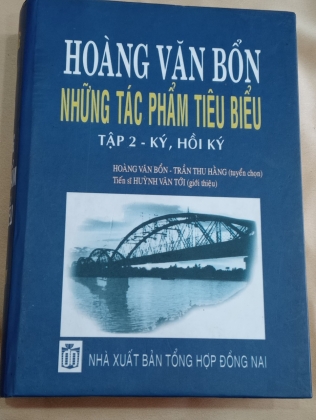 HOÀNG VĂN BỔN
NHỮNG TÁC PHẨM TIÊU BIỂU
TẬP 2 - KÝ, HỒI KÝ
HOÀNG VĂN BỔN - TRẦN THU HẰNG (tuyển chọn)
Tiến sĩ HUỲNH VĂN TỚI (giới thiệu)
NHÀ XUẤT BẢN TỔNG HỢP ĐỒNG NAI